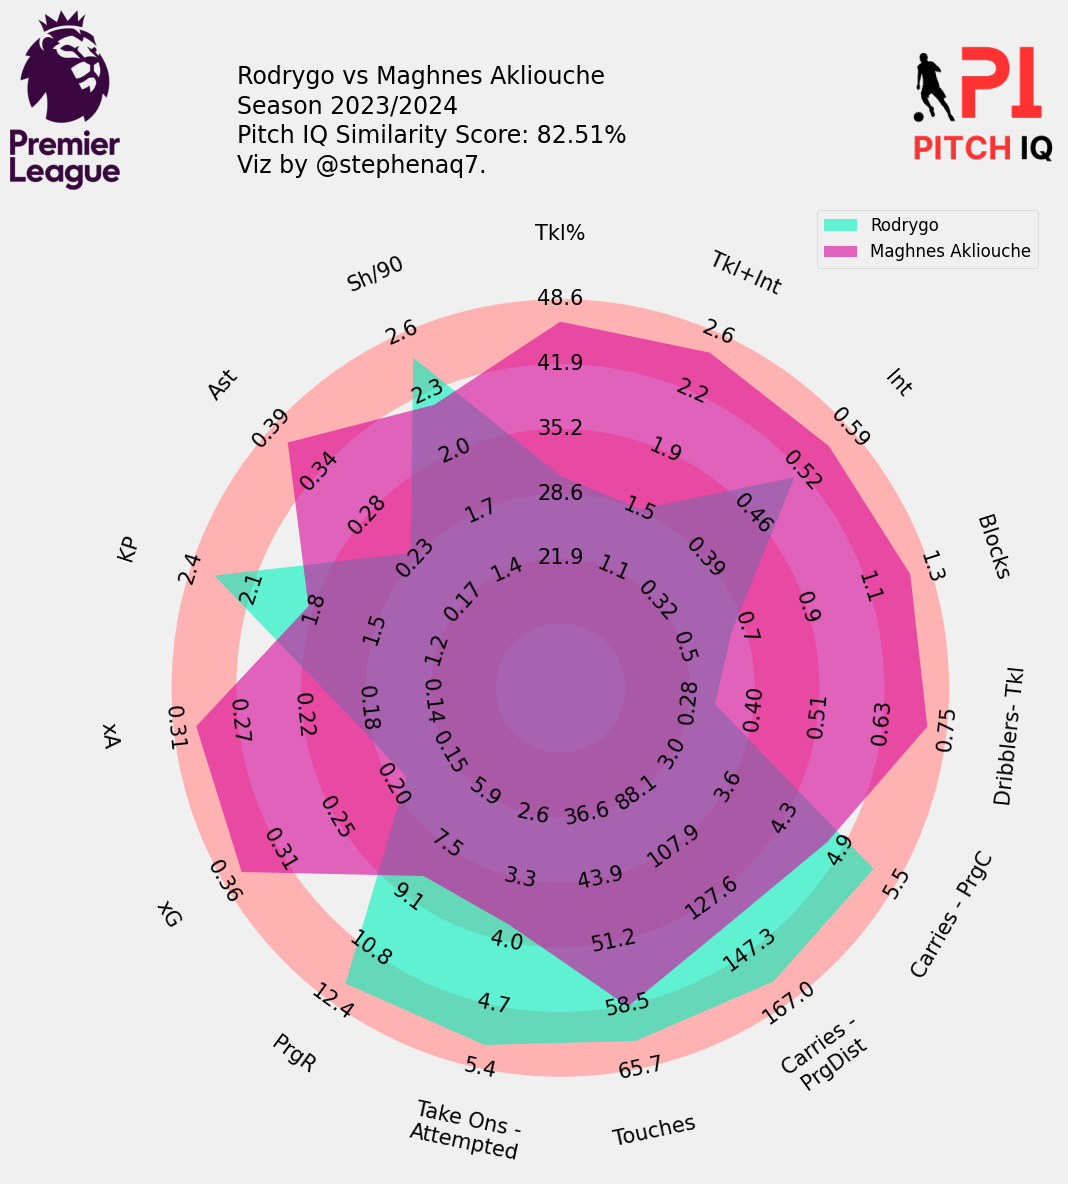 Premier
League
Rodrygo vs Maghnes Akliouche
Season 2023/2024
Pitch IQ Similarity Score: 82.51%
Viz by @stephenaq7.
PI
PITCH IQ
Rodrygo
Maghnes Akliouche
Tkl%
21.9
28.6
35.2
41.9
48.6
Tkl+Int
1.1
1.5
1.9
2.2
2.6
Int
0.32
0.39
0.46
0.52
0.59
Blocks
0.5
0.7
0.9
1.1
1.3
Dribblers- Tkl
0.28
0.40
0.51
0.63
0.75
Carries - PrgC
3.0
3.6
4.3
4.9
5.5
Carries -
PrgDist
88.1
107.9
127.6
147.3
167.0
Touches
36.6
43.9
51.2
58.5
65.7
Take Ons -
Attempted
2.6
3.3
4.0
4.7
5.4
PrgR
5.9
7.5
9.1
10.8
12.4
xG
0.15
0.20
0.25
0.31
0.36
xA
0.14
0.18
0.22
0.27
0.31
KP
1.2
1.5
1.8
2.1
2.4
Ast
0.17
0.23
0.28
0.34
0.39
Sh/90
1.4
1.7
2.0
2.3
2.6